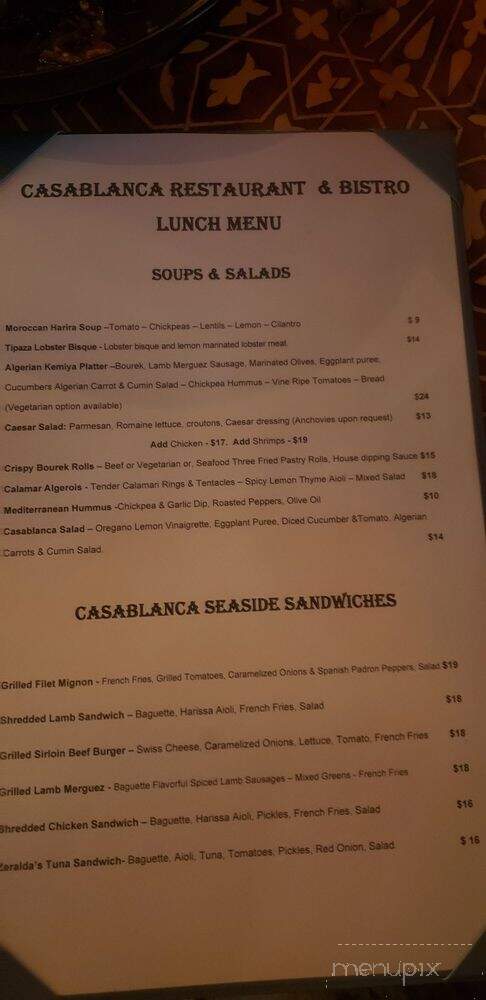 CASABLANCA RESTAURANT & BISTRO
LUNCH MENU
SOUPS & SALADS
Moroccan Harira Soup –Tomato – Chickpeas – Lentils – Lemon – Cilantro $ 9
Tipaza Lobster Bisque - Lobster bisque and lemon marinated lobster meat. $14
Algerian Kemiya Platter –Bourek, Lamb Merguez Sausage, Marinated Olives, Eggplant puree,
Cucumbers Algerian Carrot & Cumin Salad – Chickpea Hummus – Vine Ripe Tomatoes – Bread
(Vegetarian option available) $24
Caesar Salad: Parmesan, Romaine lettuce, croutons, Caesar dressing (Anchovies upon request) $13
Add Chicken - $17. Add Shrimps - $19
Crispy Bourek Rolls – Beef or Vegetarian or, Seafood Three Fried Pastry Rolls, House dipping Sauce $15
Calamar Algerois - Tender Calamari Rings & Tentacles – Spicy Lemon Thyme Aioli – Mixed Salad $18
Mediterranean Hummus -Chickpea & Garlic Dip, Roasted Peppers, Olive Oil $10
Casablanca Salad – Oregano Lemon Vinaigrette, Eggplant Puree, Diced Cucumber &Tomato, Algerian
Carrots & Cumin Salad. $14
CASABLANCA SEASIDE SANDWICHES
Grilled Filet Mignon - French Fries, Grilled Tomatoes, Caramelized Onions & Spanish Padron Peppers, Salad $19
Shredded Lamb Sandwich – Baguette, Harissa Aioli, French Fries, Salad $18
Grilled Sirloin Beef Burger – Swiss Cheese, Caramelized Onions, Lettuce, Tomato, French Fries $18
Grilled Lamb Merguez - Baguette Flavorful Spiced Lamb Sausages – Mixed Greens - French Fries $18
Shredded Chicken Sandwich – Baguette, Harissa Aioli, Pickles, French Fries, Salad $16
Zeralda's Tuna Sandwich- Baguette, Aioli, Tuna, Tomatoes, Pickles, Red Onion, Salad. $ 16
menupix